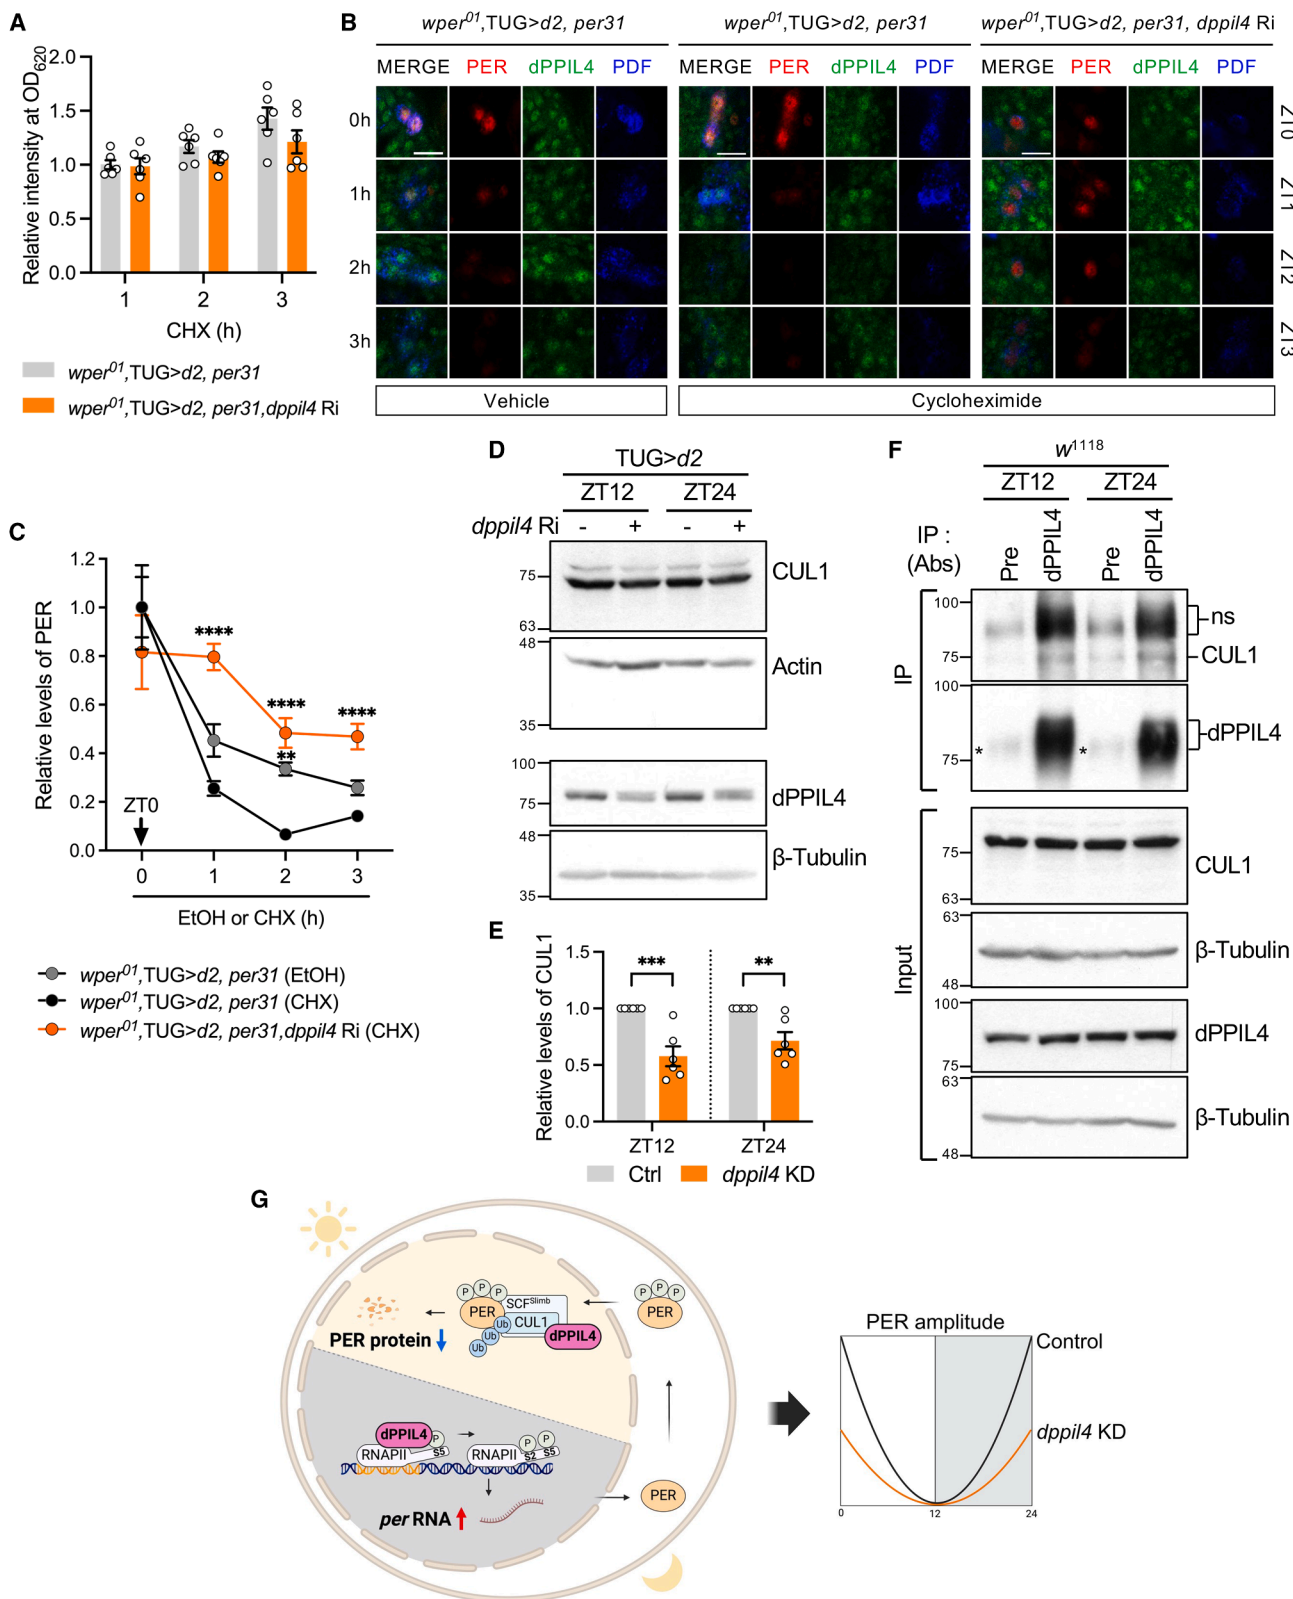 A
Relative intensity at OD620
2.0
1.5
1.0
0.5
0.0
1 2 3
CHX (h)
wper01,TUG>d2, per31
wper01,TUG>d2, per31,dppil4 Ri
B
wper01,TUG>d2, per31
wper01,TUG>d2, per31
wper01,TUG>d2, per31, dppil4 Ri
MERGE PER dPPIL4 PDF MERGE PER dPPIL4 PDF MERGE PER dPPIL4 PDF
0h ZT0
1h ZT1
2h ZT2
3h ZT3
Vehicle Cycloheximide
C
Relative levels of PER
1.2
1.0
0.8
0.6
0.4
0.2
0.0
****
****
**
****
ZT0
0 1 2 3
EtOH or CHX (h)
wper01,TUG>d2, per31 (EtOH)
wper01,TUG>d2, per31 (CHX)
wper01,TUG>d2, per31,dppil4 Ri (CHX)
D
TUG>d2
ZT12 ZT24
dppil4 Ri - + - +
75
63
CUL1
48
35
Actin
100
75
dPPIL4
48
35
β-Tubulin
E
Relative levels of CUL1
1.5
1.0
0.5
0.0
*** **
ZT12 ZT24
Ctrl dppil4 KD
F
w1118
ZT12 ZT24
IP :
(Abs)
Pre dPPIL4 Pre dPPIL4
IP
100
75
ns
CUL1
100
75
* *
dPPIL4
Input
75
63
CUL1
63
48
β-Tubulin
100
75
dPPIL4
63
48
β-Tubulin
G
P P P
PER
SCFSlimb
CUL1
dPPIL4
Ub
Ub
Ub
P P P
PER
PER protein
dPPIL4
P
RNAPII
S5
P P
RNAPII
S2 S5
per RNA
PER
PER amplitude
Control
dppil4 KD
0 12 24